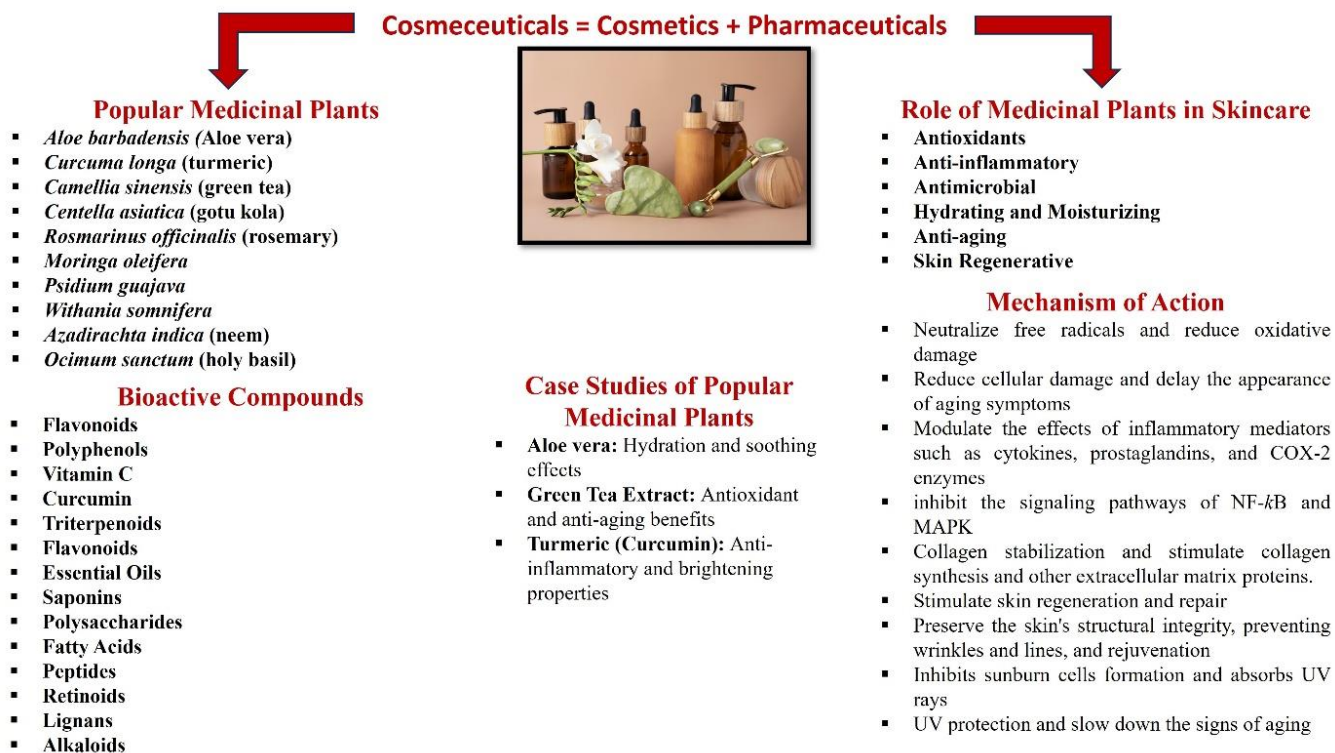 Cosmeceuticals = Cosmetics + Pharmaceuticals
Popular Medicinal Plants
▪ Aloe barbadensis (Aloe vera)
▪ Curcuma longa (turmeric)
▪ Camellia sinensis (green tea)
▪ Centella asiatica (gotu kola)
▪ Rosmarinus officinalis (rosemary)
▪ Moringa oleifera
▪ Psidium guajava
▪ Withania somnifera
▪ Azadirachta indica (neem)
▪ Ocimum sanctum (holy basil)
Bioactive Compounds
▪ Flavonoids
▪ Polyphenols
▪ Vitamin C
▪ Curcumin
▪ Triterpenoids
▪ Flavonoids
▪ Essential Oils
▪ Saponins
▪ Polysaccharides
▪ Fatty Acids
▪ Peptides
▪ Retinoids
▪ Lignans
▪ Alkaloids
Case Studies of Popular
Medicinal Plants
▪ Aloe vera: Hydration and soothing
effects
▪ Green Tea Extract: Antioxidant
and anti-aging benefits
▪ Turmeric (Curcumin): Anti-
inflammatory and brightening
properties
Role of Medicinal Plants in Skincare
▪ Antioxidants
▪ Anti-inflammatory
▪ Antimicrobial
▪ Hydrating and Moisturizing
▪ Anti-aging
▪ Skin Regenerative
Mechanism of Action
▪ Neutralize free radicals and reduce oxidative
damage
▪ Reduce cellular damage and delay the appearance
of aging symptoms
▪ Modulate the effects of inflammatory mediators
such as cytokines, prostaglandins, and COX-2
enzymes
▪ inhibit the signaling pathways of NF-kB and
MAPK
▪ Collagen stabilization and stimulate collagen
synthesis and other extracellular matrix proteins.
▪ Stimulate skin regeneration and repair
▪ Preserve the skin's structural integrity, preventing
wrinkles and lines, and rejuvenation
▪ Inhibits sunburn cells formation and absorbs UV
rays
▪ UV protection and slow down the signs of aging